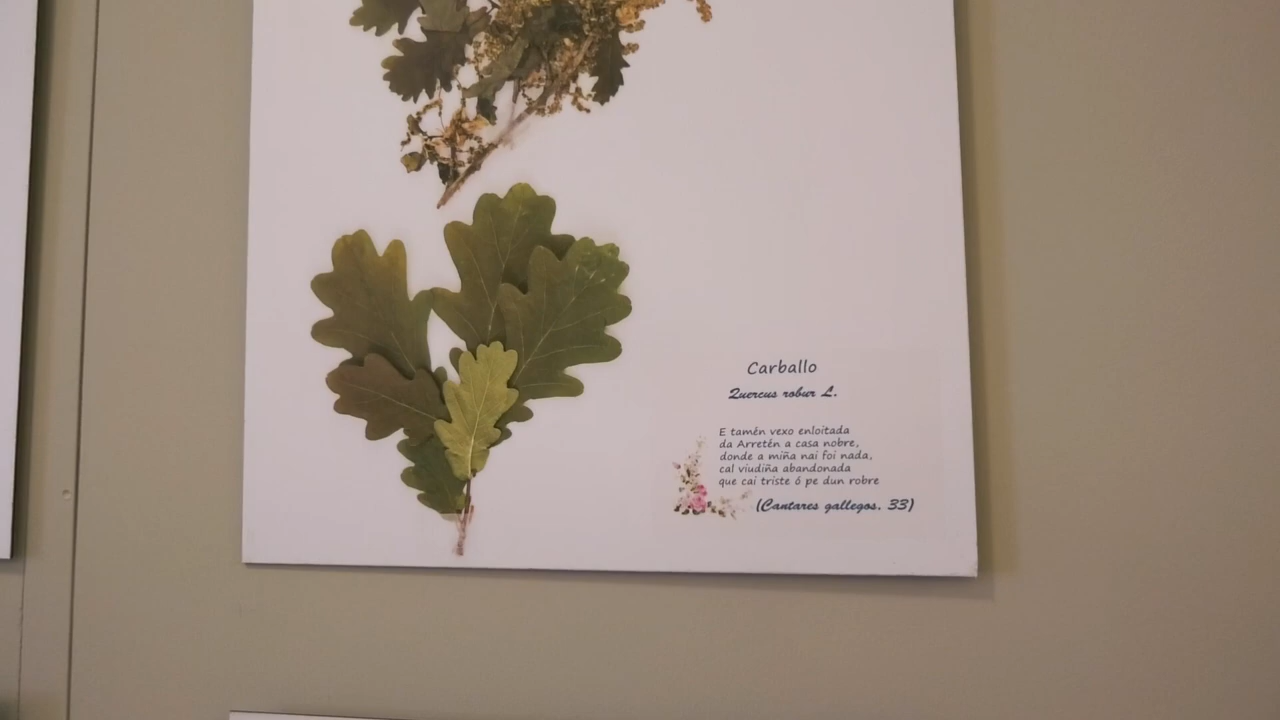 Carballo
Quercus robur L.
E tamén vexo enloitada
da Arretén a casa nobre,
donde a miña nai foi nada,
cal viudiña abandonada
que cai triste ó pe dun robre
(Cantares gallegos, 33)